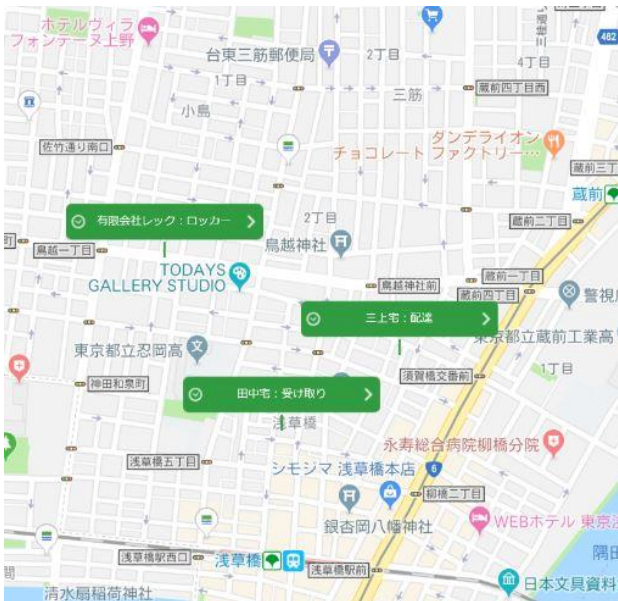 ホテルヴィラ
フォンテーヌ上野
台東三筋郵便局
2丁目
1丁目
4丁目
462
蔵前四丁目西
三筋
小島
佐竹通り南口
ダンデライオン
チョコレート ファクトリー…
蔵前三丁
蔵前
有限会社レック：ロッカー
2丁目
蔵前二丁目
鳥越一丁目
鳥越神社
TODAYS
GALLERY STUDIO
蔵前一丁目
鳥越神社前
蔵前四丁目
警視
三上宅：配達
東京都立蔵前工業高
東京都立忍岡高
1丁目
須賀橋交番前
神田和泉町
田中宅：受け取り
浅草橋
永寿総合病院柳橋分院
浅草橋五丁目
シモジマ 浅草橋本店
6
柳橋二丁目
銀杏岡八幡神社
WEBホテル 東京浅
浅草橋駅西口
浅草橋
浅草橋駅前
隅田
間
清水稲荷神社
日本文具資料